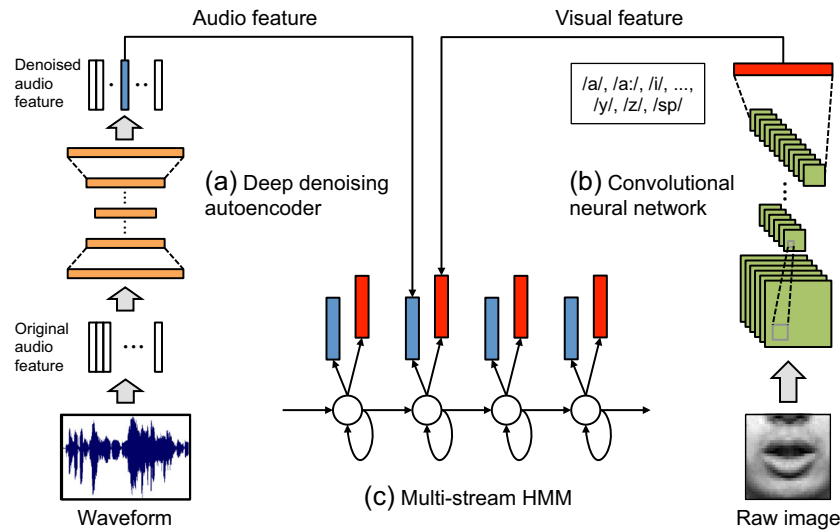 Audio feature
Visual feature
Denoised
audio
feature
/a/, /a:/, /i/, ...,
/y/, /z/, /sp/
(a) Deep denoising
autoencoder
(b) Convolutional
neural network
Original
audio
feature
(c) Multi-stream HMM
Waveform
Raw image